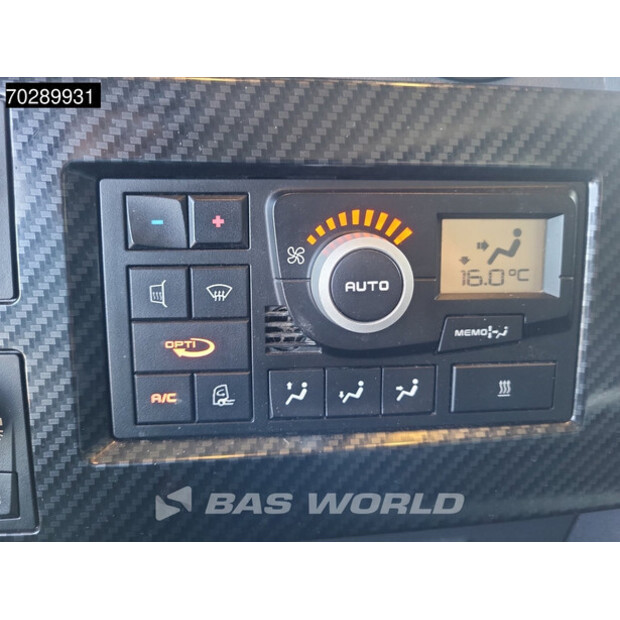 70289931
- +
AUTO
16.0°C
MEMO
OPTI
A/C
BAS WORLD